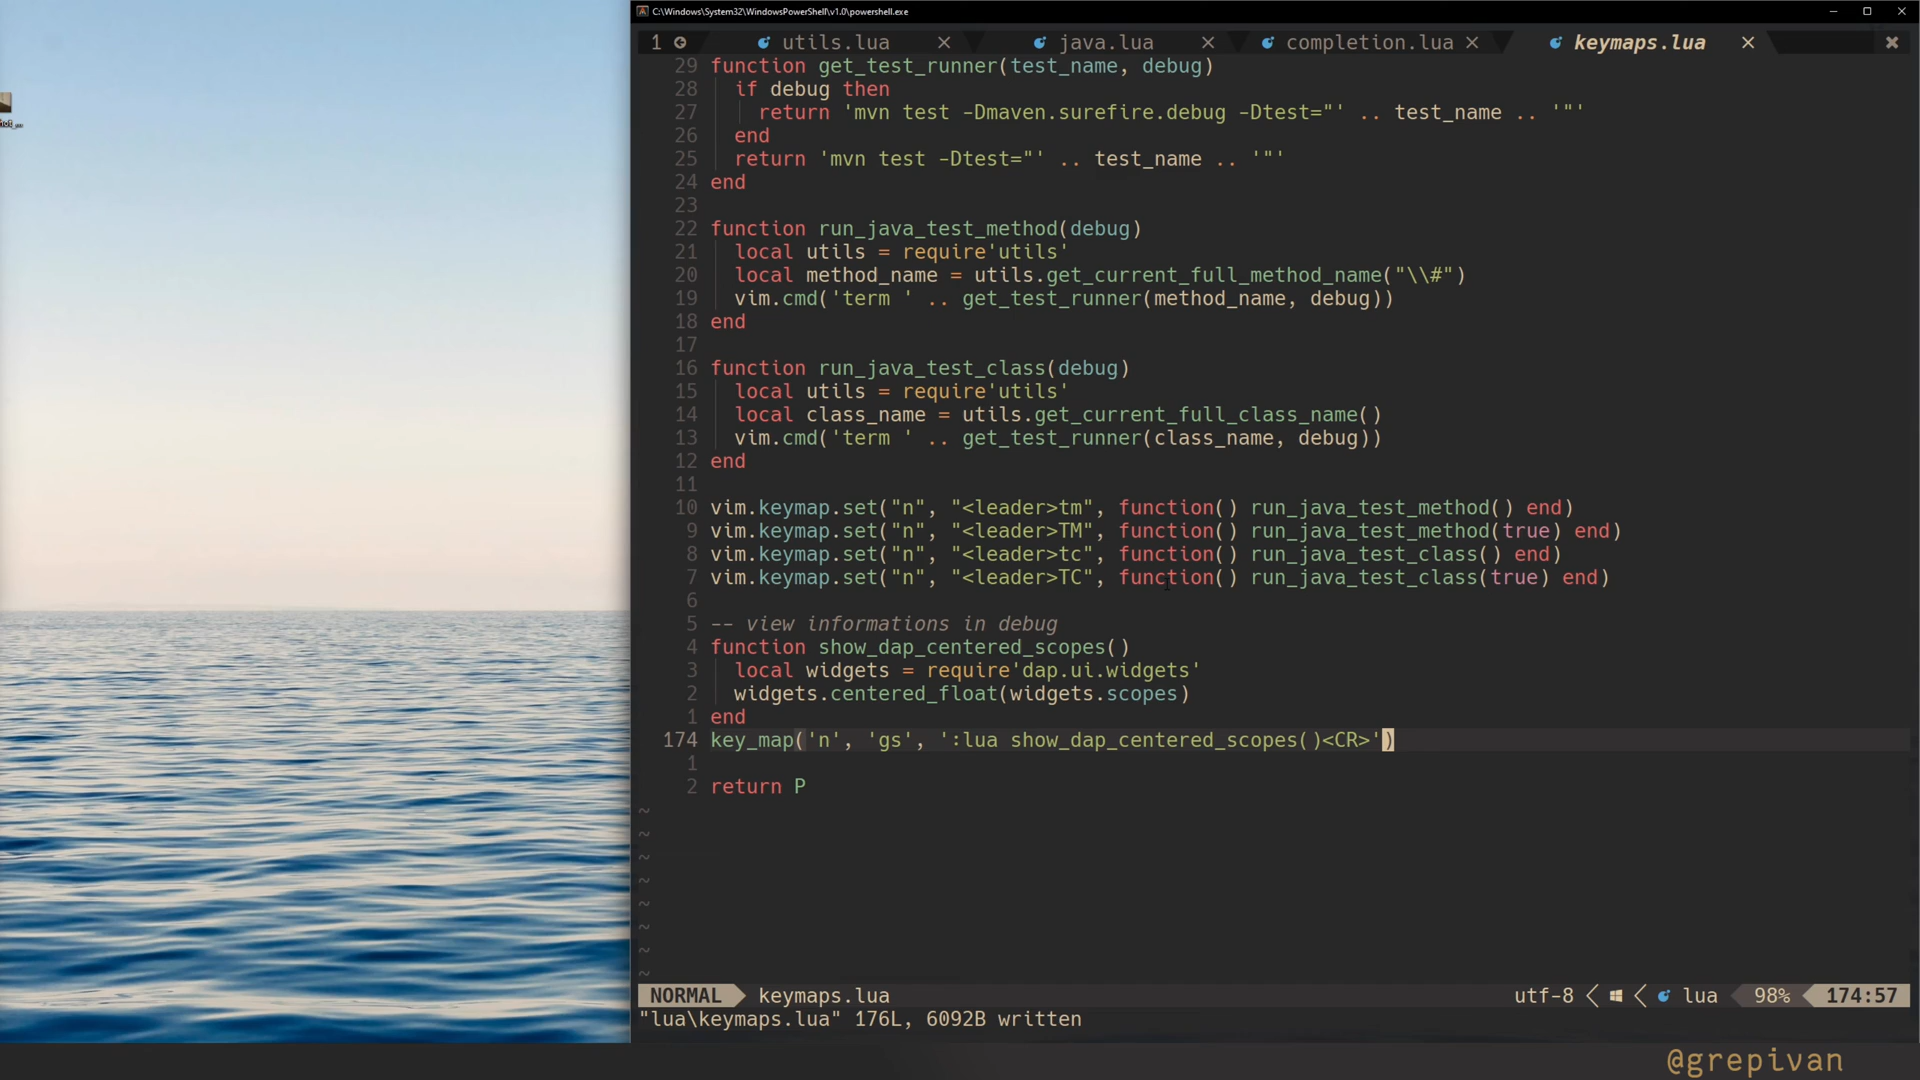 C:\Windows\System32\WindowsPowerShell\v1.0\powershell.exe
1 utils.lua java.lua completion.lua keymaps.lua
29 function get_test_runner(test_name, debug)
28 if debug then
27 return 'mvn test -Dmaven.surefire.debug -Dtest="' .. test_name .. '"'
26 end
25 return 'mvn test -Dtest="' .. test_name .. '"'
24 end
23
22 function run_java_test_method(debug)
21 local utils = require'utils'
20 local method_name = utils.get_current_full_method_name("\\#")
19 vim.cmd('term ' .. get_test_runner(method_name, debug))
18 end
17
16 function run_java_test_class(debug)
15 local utils = require'utils'
14 local class_name = utils.get_current_full_class_name()
13 vim.cmd('term ' .. get_test_runner(class_name, debug))
12 end
11
10 vim.keymap.set("n", "<leader>tm", function() run_java_test_method() end)
9 vim.keymap.set("n", "<leader>TM", function() run_java_test_method(true) end)
8 vim.keymap.set("n", "<leader>tc", function() run_java_test_class() end)
7 vim.keymap.set("n", "<leader>TC", function() run_java_test_class(true) end)
6
5 -- view informations in debug
4 function show_dap_centered_scopes()
3 local widgets = require'dap.ui.widgets'
2 widgets.centered_float(widgets.scopes)
1 end
174 key_map('n', 'gs', ':lua show_dap_centered_scopes()<CR>')
1
2 return P
~
~
~
~
~
~
~
~
NORMAL keymaps.lua utf-8 lua 98% 174:57
"lua\keymaps.lua" 176L, 6092B written
@grepivan